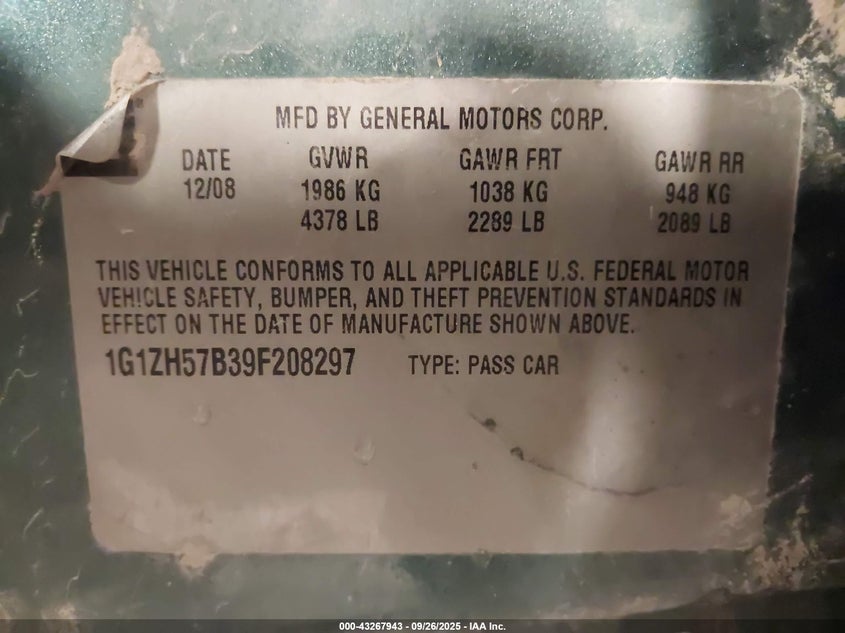 MFD BY GENERAL MOTORS CORP.
DATE GVWR GAWR FRT GAWR RR
12/08 1986 KG 1038 KG 948 KG
4378 LB 2289 LB 2089 LB
THIS VEHICLE CONFORMS TO ALL APPLICABLE U.S. FEDERAL MOTOR
VEHICLE SAFETY, BUMPER, AND THEFT PREVENTION STANDARDS IN
EFFECT ON THE DATE OF MANUFACTURE SHOWN ABOVE.
1G1ZH57B39F208297 TYPE: PASS CAR
000-43267943 - 09/26/2025 - IAA Inc.